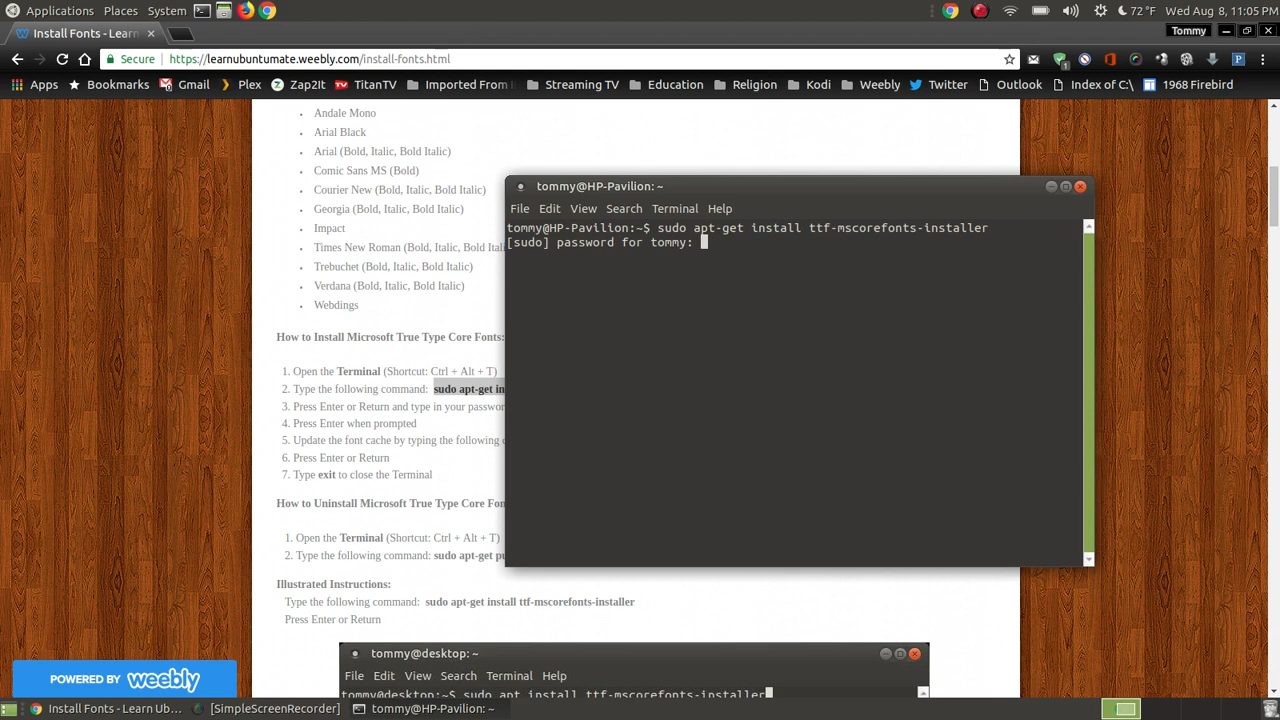 Applications Places System
72 °F Wed Aug 8, 11:05 PM
Install Fonts - Learn
Tommy
Secure https://learnubuntumate.weebly.com/install-fonts.html
Apps Bookmarks Gmail Plex Zap2It TitanTV Imported From Streaming TV Education Religion Kodi Weebly Twitter Outlook Index of C:\ 1968 Firebird
Andale Mono
Arial Black
Arial (Bold, Italic, Bold Italic)
Comic Sans MS (Bold)
Courier New (Bold, Italic, Bold Italic)
Georgia (Bold, Italic, Bold Italic)
Impact
Times New Roman (Bold, Italic, Bold
Trebuchet (Bold, Italic, Bold Italic)
Verdana (Bold, Italic, Bold Italic)
Webdings
How to Install Microsoft True Type Core Fonts:
1. Open the Terminal (Shortcut: Ctrl + Alt + T)
2. Type the following command: sudo apt-get in
3. Press Enter or Return and type in your passwor
4. Press Enter when prompted
5. Update the font cache by typing the following
6. Press Enter or Return
7. Type exit to close the Terminal
How to Uninstall Microsoft True Type Core Fon
1. Open the Terminal (Shortcut: Ctrl + Alt + T)
2. Type the following command: sudo apt-get pu
Illustrated Instructions:
Type the following command: sudo apt-get install ttf-mscorefonts-installer
Press Enter or Return
tommy@HP-Pavilion: ~
File Edit View Search Terminal Help
tommy@HP-Pavilion:~$ sudo apt-get install ttf-mscorefonts-installer
[sudo] password for tommy:
tommy@desktop: ~
File Edit View Search Terminal Help
tommy@desktop:~$ sudo apt install ttf-mscorefonts-installer
POWERED BY weebly
Install Fonts - Learn Ub... [SimpleScreenRecorder] tommy@HP-Pavilion: ~